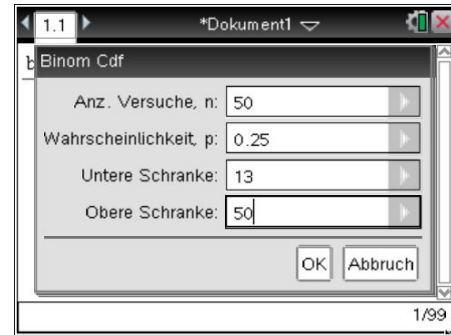 1.1 *Dokument1
b
Binom Cdf
Anz. Versuche, n: 50
Wahrscheinlichkeit, p: 0.25
Untere Schranke: 13
Obere Schranke: 50
OK Abbruch
1/99